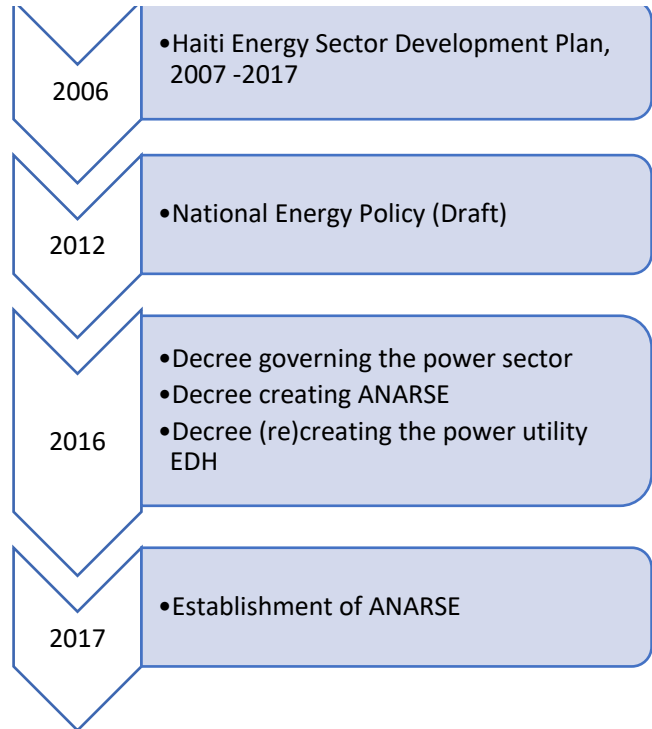 2006
•Haiti Energy Sector Development Plan,
2007 -2017
2012
•National Energy Policy (Draft)
2016
•Decree governing the power sector
•Decree creating ANARSE
•Decree (re)creating the power utility
EDH
2017
•Establishment of ANARSE